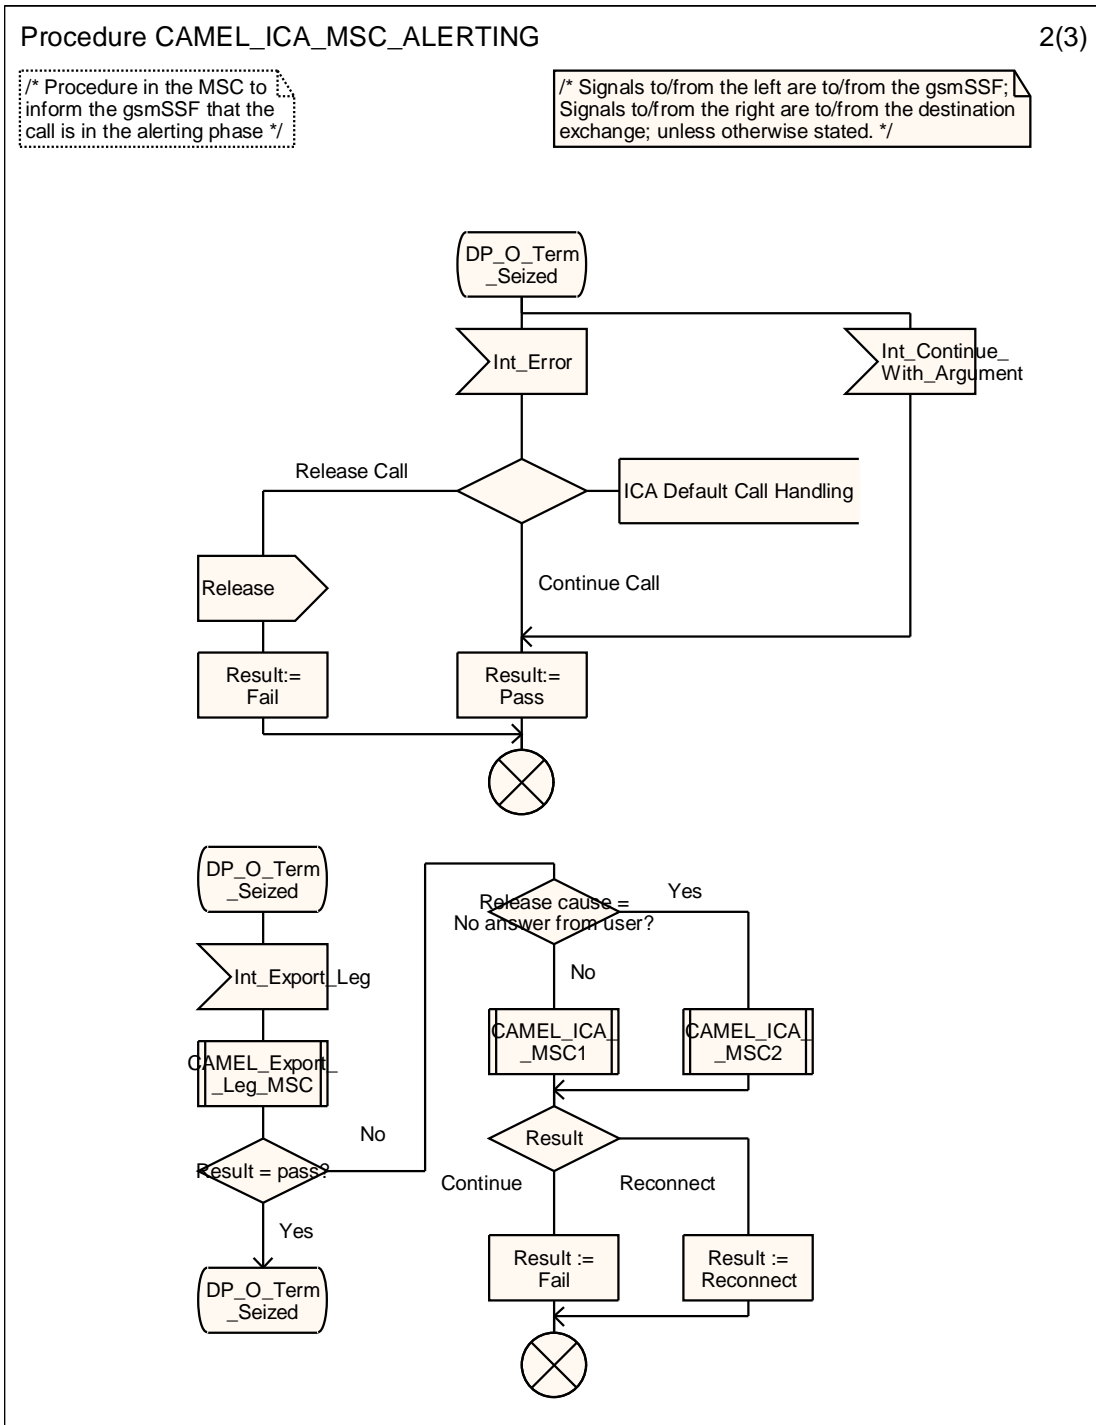 Procedure CAMEL_ICA_MSC_ALERTING
2(3)
/* Procedure in the MSC to
inform the gsmSSF that the
call is in the alerting phase */
/* Signals to/from the left are to/from the gsmSSF;
Signals to/from the right are to/from the destination
exchange; unless otherwise stated. */
DP_O_Term
_Seized
Int_Error
Int_Continue_
With_Argument
Release Call
ICA Default Call Handling
Release
Continue Call
Result:=
Fail
Result:=
Pass
DP_O_Term
_Seized
Release cause =
No answer from user?
Yes
No
Int_Export_Leg
CAMEL_ICA_
_MSC1
CAMEL_ICA_
_MSC2
CAMEL_Export_
_Leg_MSC
No
Result
Result = pass?
Continue
Reconnect
Yes
Result :=
Fail
Result :=
Reconnect
DP_O_Term
_Seized